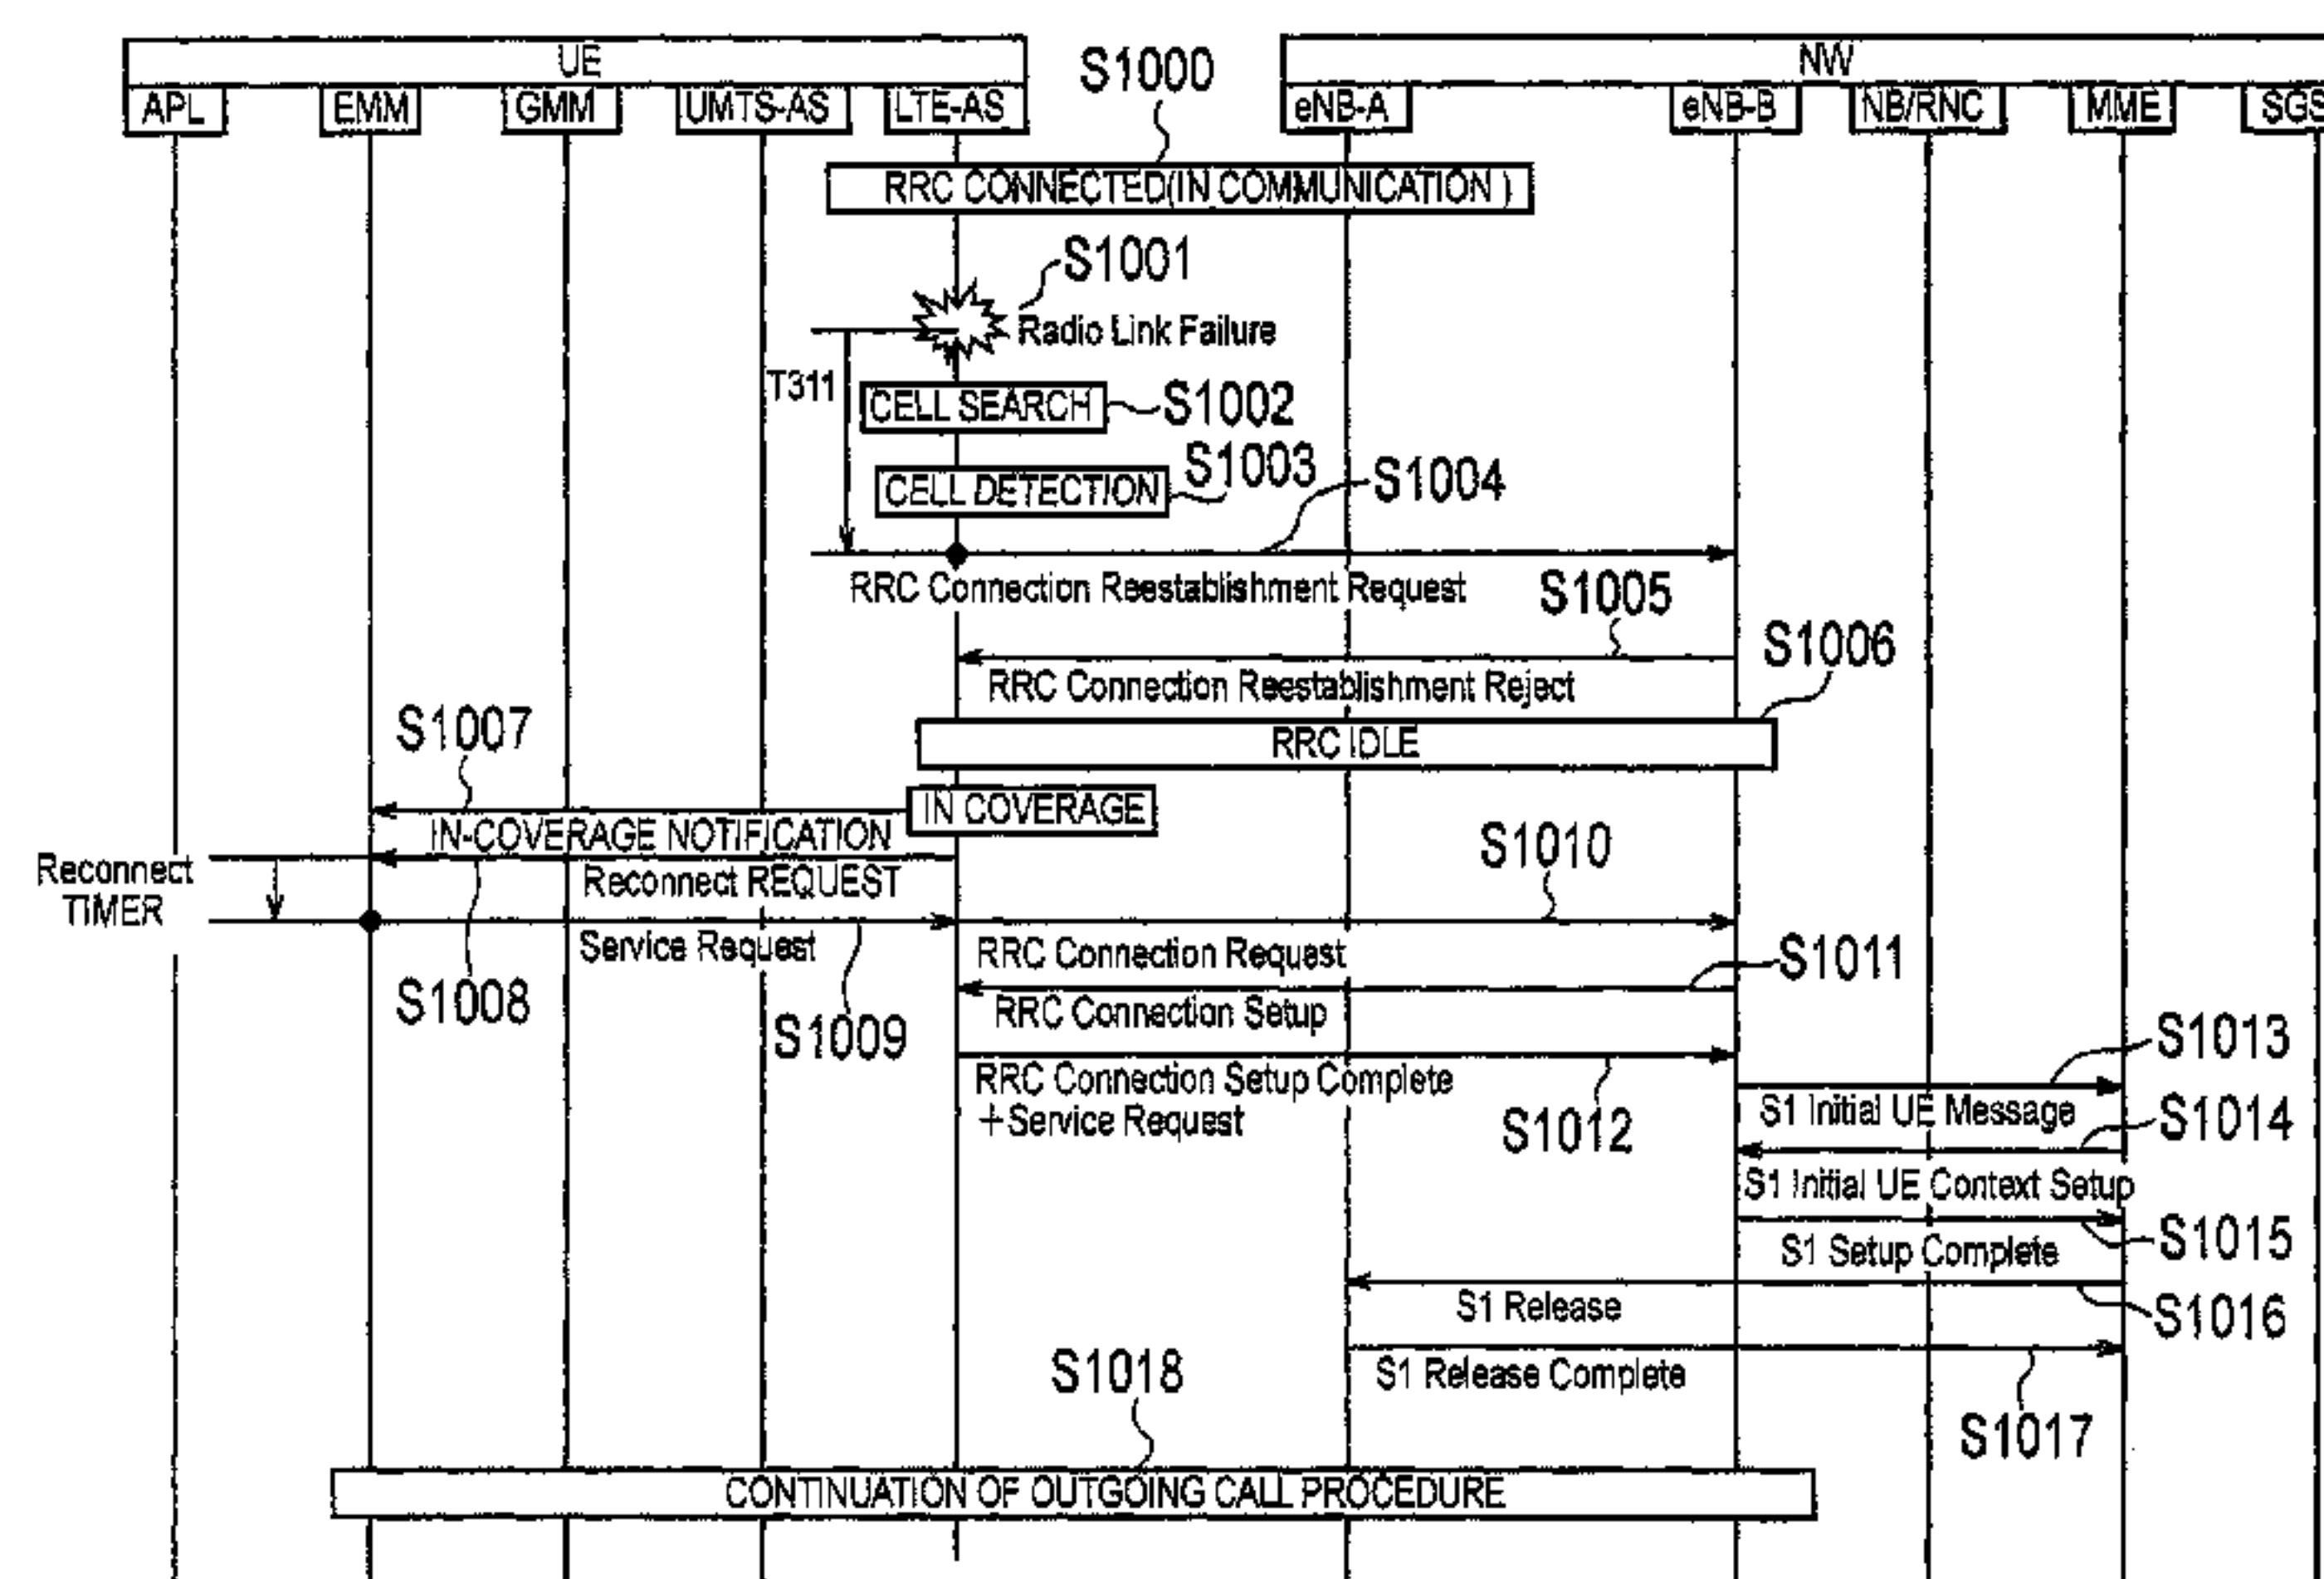 UE
NW
APL
EMM
GMM
UMTS-AS
LTE-AS
S1000
eNB-A
eNB-B
NB/RNC
MME
SGS
RRC CONNECTED(IN COMMUNICATION )
S1001
Radio Link Failure
T311
CELL SEARCH
S1002
CELL DETECTION
S1003
S1004
RRC Connection Reestablishment Request
S1005
S1006
RRC Connection Reestablishment Reject
S1007
RRC IDLE
IN COVERAGE
IN-COVERAGE NOTIFICATION
S1010
Reconnect
TIMER
Reconnect REQUEST
Service Request
RRC Connection Request
S1011
S1008
S1009
RRC Connection Setup
S1013
RRC Connection Setup Complete
+Service Request
S1012
S1 Initial UE Message
S1014
S1 Initial UE Context Setup
S1015
S1 Setup Complete
S1 Release
S1016
S1018
S1 Release Complete
S1017
CONTINUATION OF OUTGOING CALL PROCEDURE